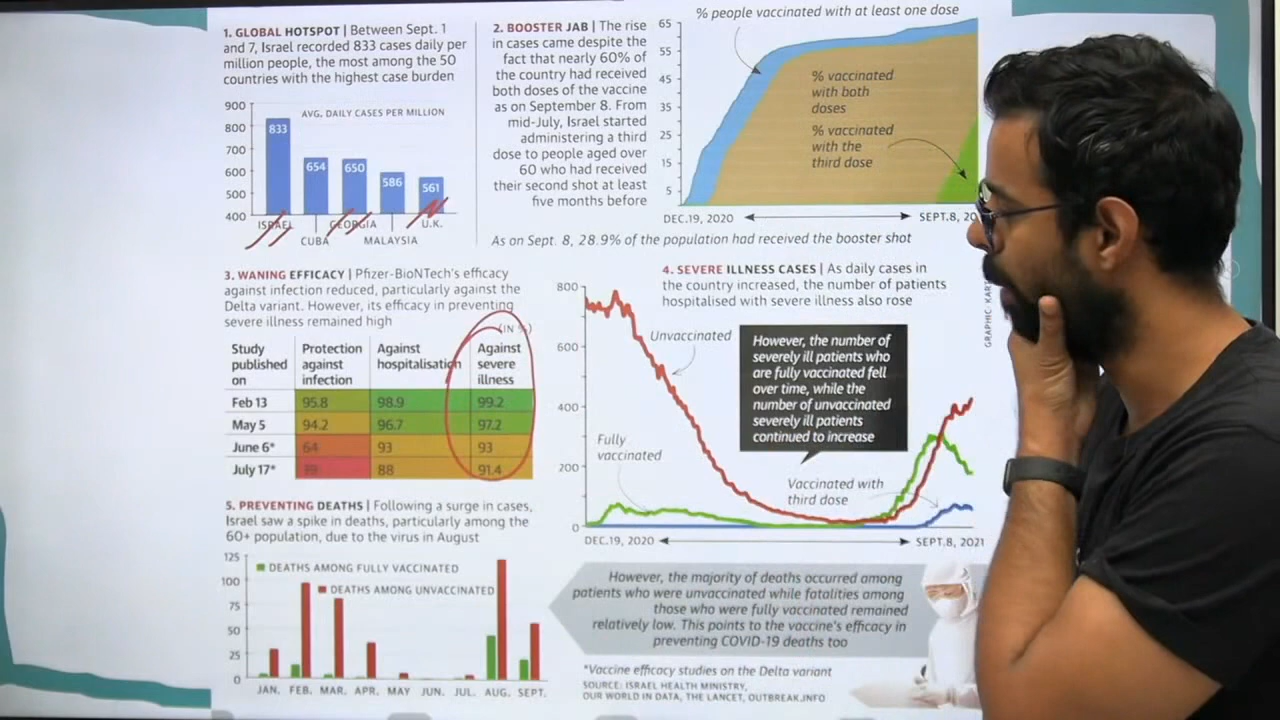 1. GLOBAL HOTSPOT | Between Sept. 1
and 7, Israel recorded 833 cases daily per
million people, the most among the 50
countries with the highest case burden
AVG. DAILY CASES PER MILLION
900
800
700
600
500
400
833
654
650
586
561
ISRAEL
CUBA
GEORGIA
MALAYSIA
U.K.
2. BOOSTER JAB | The rise
in cases came despite the
fact that nearly 60% of
the country had received
both doses of the vaccine
as on September 8. From
mid-July, Israel started
administering a third
dose to people aged over
60 who had received
their second shot at least
five months before
% people vaccinated with at least one dose
65
55
45
35
25
15
5
% vaccinated
with both
doses
% vaccinated
with the
third dose
DEC.19, 2020
SEPT.8, 20
As on Sept. 8, 28.9% of the population had received the booster shot
3. WANING EFFICACY | Pfizer-BioNTech's efficacy
against infection reduced, particularly against the
Delta variant. However, its efficacy in preventing
severe illness remained high
(IN %)
Study published on Protection against infection Against hospitalisation Against severe illness
Feb 13 95.8 98.9 99.2
May 5 94.2 96.7 97.2
June 6* 64 93 93
July 17* 88 91.4
4. SEVERE ILLNESS CASES | As daily cases in
the country increased, the number of patients
hospitalised with severe illness also rose
800
600
400
200
0
Unvaccinated
Fully
vaccinated
However, the number of
severely ill patients who
are fully vaccinated fell
over time, while the
number of unvaccinated
severely ill patients
continued to increase
Vaccinated with
third dose
DEC.19, 2020
SEPT.8, 2021
GRAPHIC
5. PREVENTING DEATHS | Following a surge in cases,
Israel saw a spike in deaths, particularly among the
60+ population, due to the virus in August
125
100
75
50
25
0
DEATHS AMONG FULLY VACCINATED
DEATHS AMONG UNVACCINATED
JAN. FEB. MAR. APR. MAY JUN. JUL. AUG. SEPT.
However, the majority of deaths occurred among
patients who were unvaccinated while fatalities among
those who were fully vaccinated remained
relatively low. This points to the vaccine's efficacy in
preventing COVID-19 deaths too
*Vaccine efficacy studies on the Delta variant
SOURCE: ISRAEL HEALTH MINISTRY,
OUR WORLD IN DATA, THE LANCET, OUTBREAK.INFO